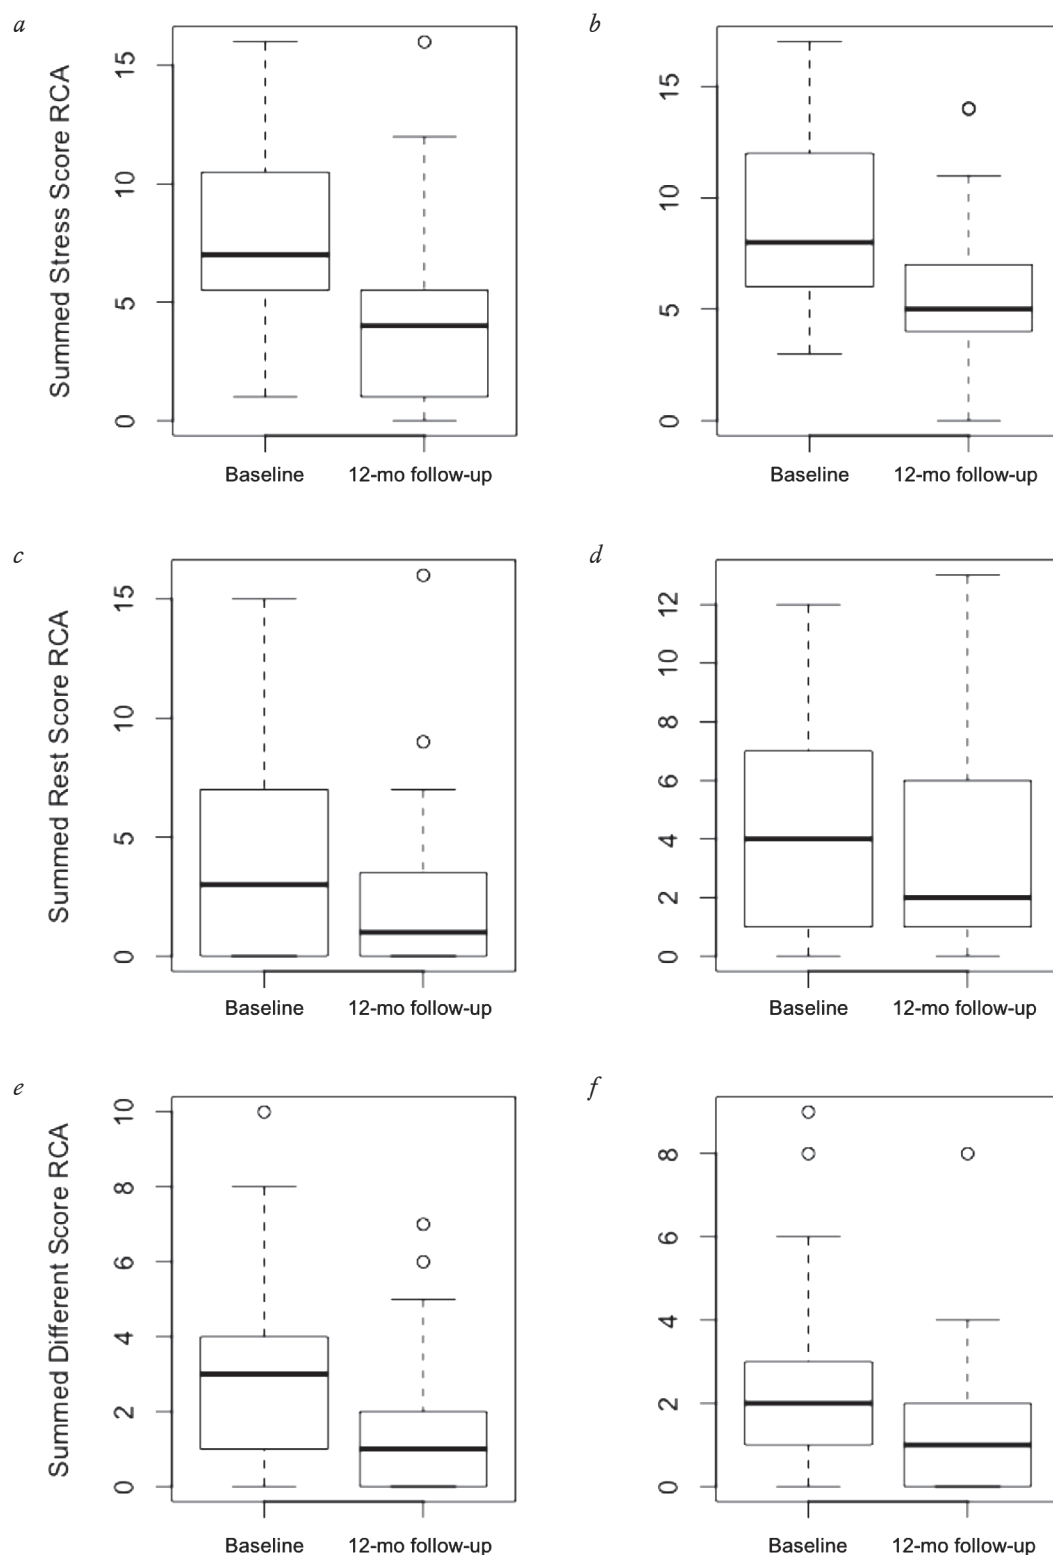 a
b
Summed Stress Score RCA
15
10
5
0
15
10
5
0
Baseline
12-mo follow-up
Baseline
12-mo follow-up
c
d
Summed Rest Score RCA
15
10
5
0
12
10
8
6
4
2
0
Baseline
12-mo follow-up
Baseline
12-mo follow-up
e
f
Summed Different Score RCA
10
8
6
4
2
0
8
6
4
2
0
Baseline
12-mo follow-up
Baseline
12-mo follow-up